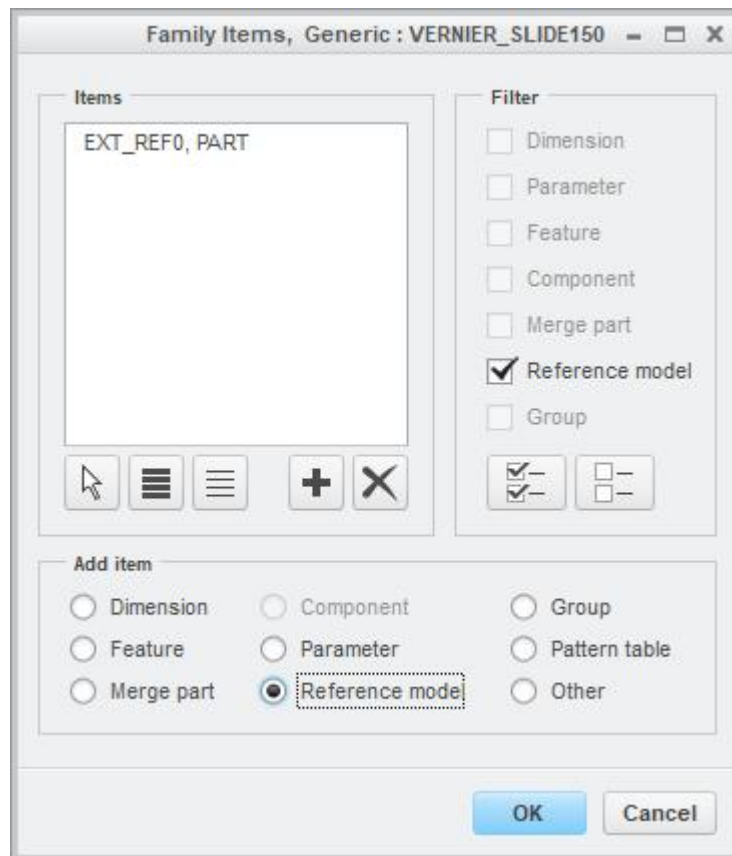 Family Items, Generic : VERNIER_SLIDE150
Items
EXT_REF0, PART
Filter
Dimension
Parameter
Feature
Component
Merge part
Reference model
Group
Add item
Dimension Component Group
Feature Parameter Pattern table
Merge part Reference model Other
OK Cancel